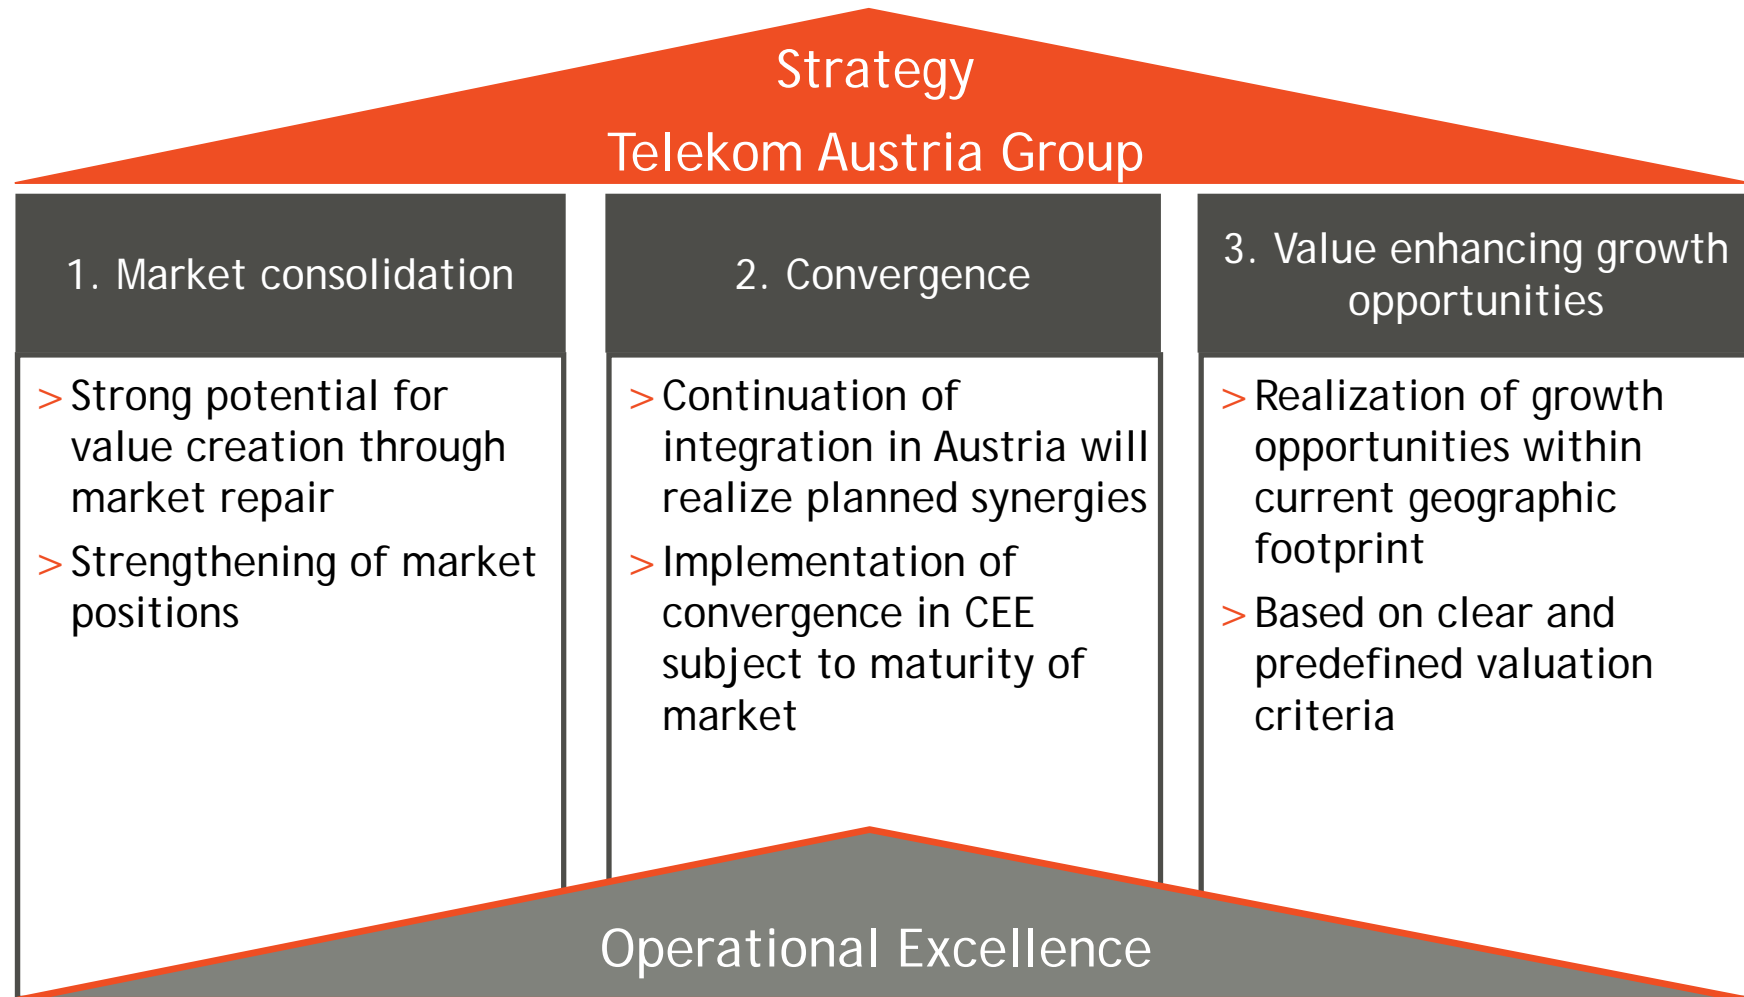 Strategy
Telekom Austria Group
1. Market consolidation
> Strong potential for
value creation through
market repair
> Strengthening of market
positions
2. Convergence
> Continuation of
integration in Austria will
realize planned synergies
> Implementation of
convergence in CEE
subject to maturity of
market
3. Value enhancing growth
opportunities
> Realization of growth
opportunities within
current geographic
footprint
> Based on clear and
predefined valuation
criteria
Operational Excellence